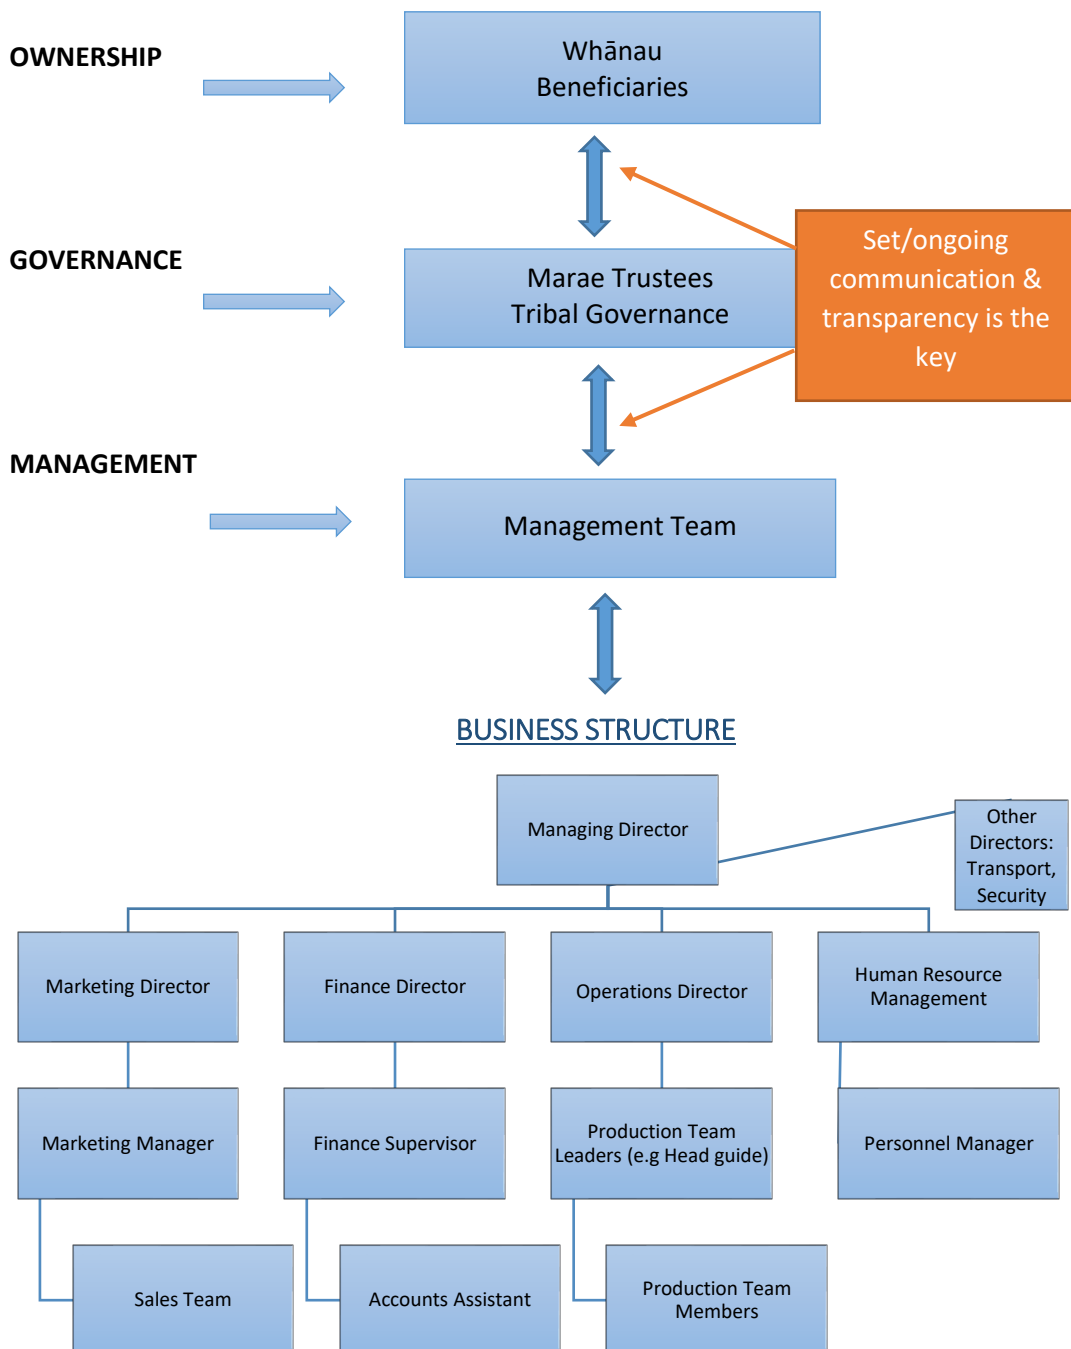 OWNERSHIP
Whānau
Beneficiaries
GOVERNANCE
Marae Trustees
Tribal Governance
Set/ongoing
communication &
transparency is the
key
MANAGEMENT
Management Team
BUSINESS STRUCTURE
Managing Director
Other
Directors:
Transport,
Security
Marketing Director
Finance Director
Operations Director
Human Resource
Management
Marketing Manager
Finance Supervisor
Production Team
Leaders (e.g Head guide)
Personnel Manager
Sales Team
Accounts Assistant
Production Team
Members